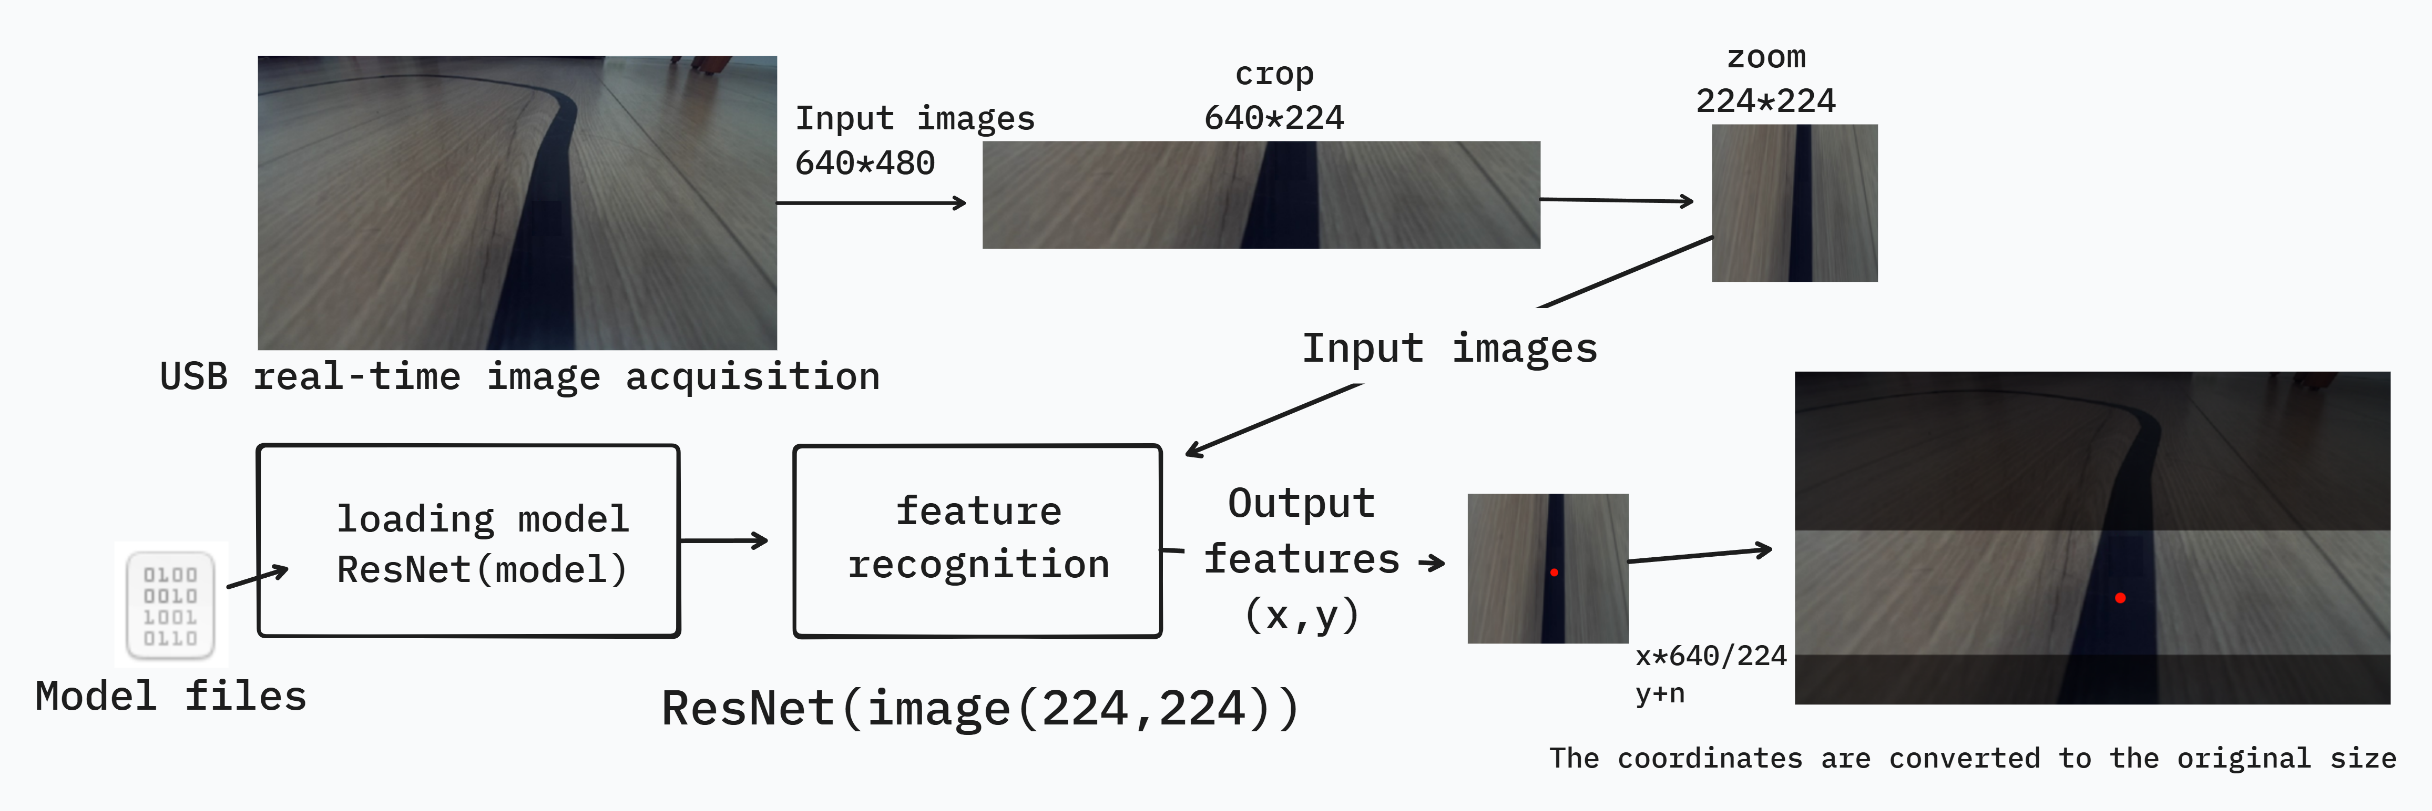 zoom
224*224
crop
640*224
Input images
640*480
USB real-time image acquisition
Input images
loading model
ResNet(model)
feature
recognition
Output
features
(x,y)
0100
0010
1001
0110
Model files
ResNet(image(224,224))
x*640/224
y+n
The coordinates are converted to the original size